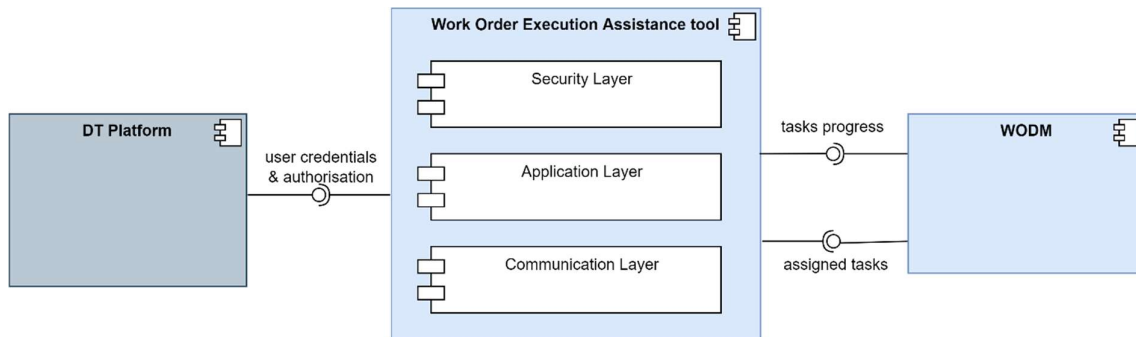 Work Order Execution Assistance tool
Security Layer
DT Platform
tasks progress
WODM
user credentials
& authorisation
Application Layer
Communication Layer
assigned tasks